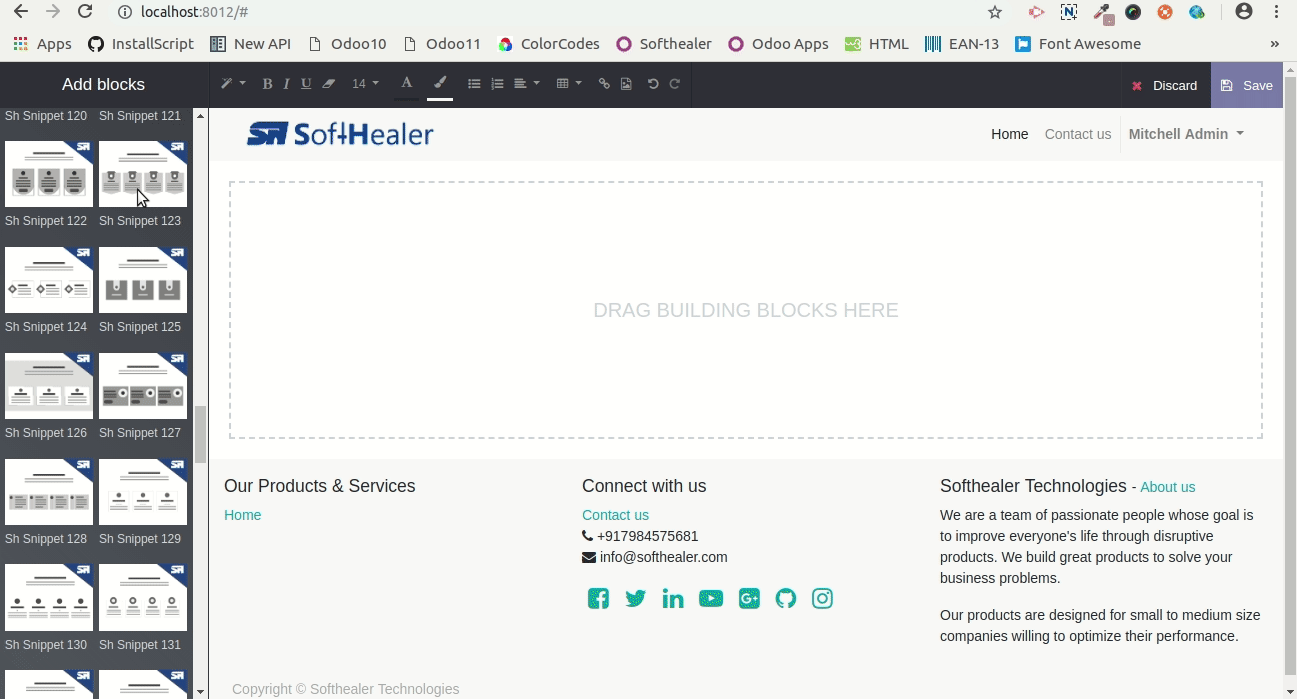 localhost:8012/#
Apps InstallScript New API Odoo10 Odoo11 ColorCodes Softhealer Odoo Apps HTML EAN-13 Font Awesome »
Add blocks B I U 14 A Discard Save
Sh Snippet 120 Sh Snippet 121
SoftHealer Home Contact us Mitchell Admin
Sh Snippet 122 Sh Snippet 123
Sh Snippet 124 Sh Snippet 125
Sh Snippet 126 Sh Snippet 127
Sh Snippet 128 Sh Snippet 129
Sh Snippet 130 Sh Snippet 131
DRAG BUILDING BLOCKS HERE
Our Products & Services
Home
Connect with us
Contact us
+917984575681
info@softhealer.com
Softhealer Technologies - About us
We are a team of passionate people whose goal is
to improve everyone's life through disruptive
products. We build great products to solve your
business problems.
Our products are designed for small to medium size
companies willing to optimize their performance.
Copyright © Softhealer Technologies